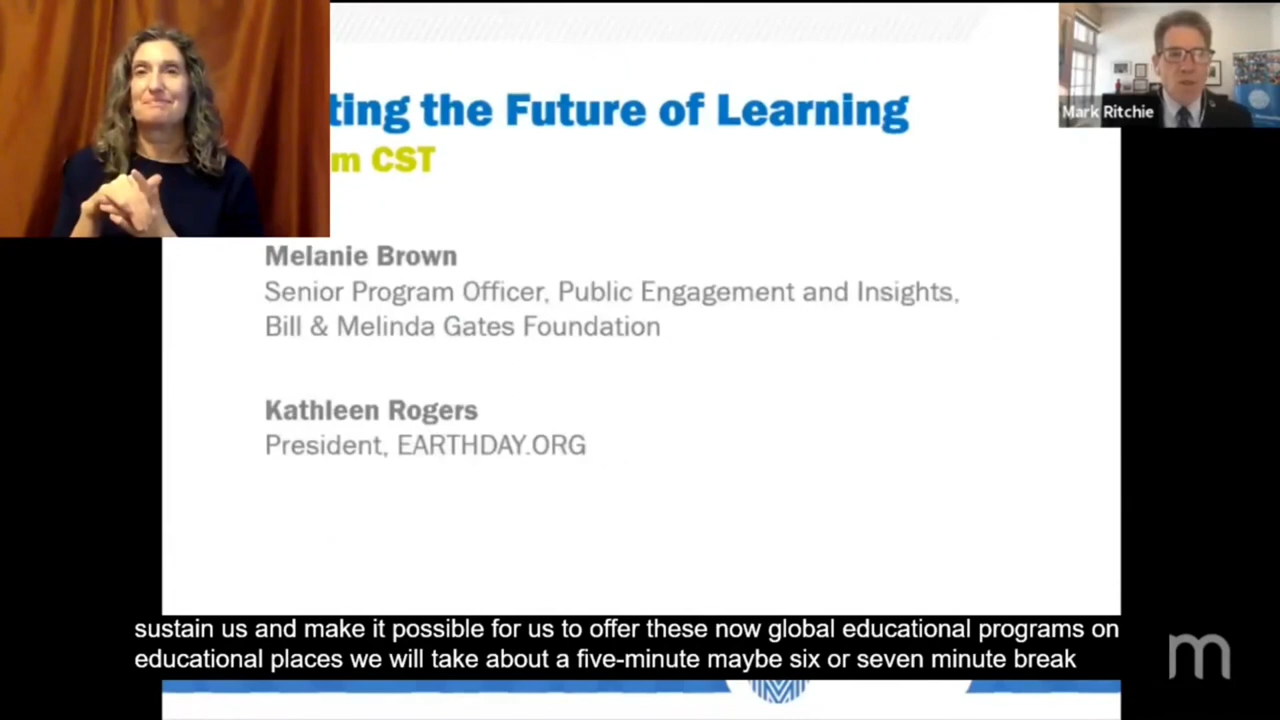 ting the Future of Learning
m CST
Mark Ritchie
Melanie Brown
Senior Program Officer, Public Engagement and Insights,
Bill & Melinda Gates Foundation
Kathleen Rogers
President, EARTHDAY.ORG
sustain us and make it possible for us to offer these now global educational programs on
educational places we will take about a five-minute maybe six or seven minute break
m